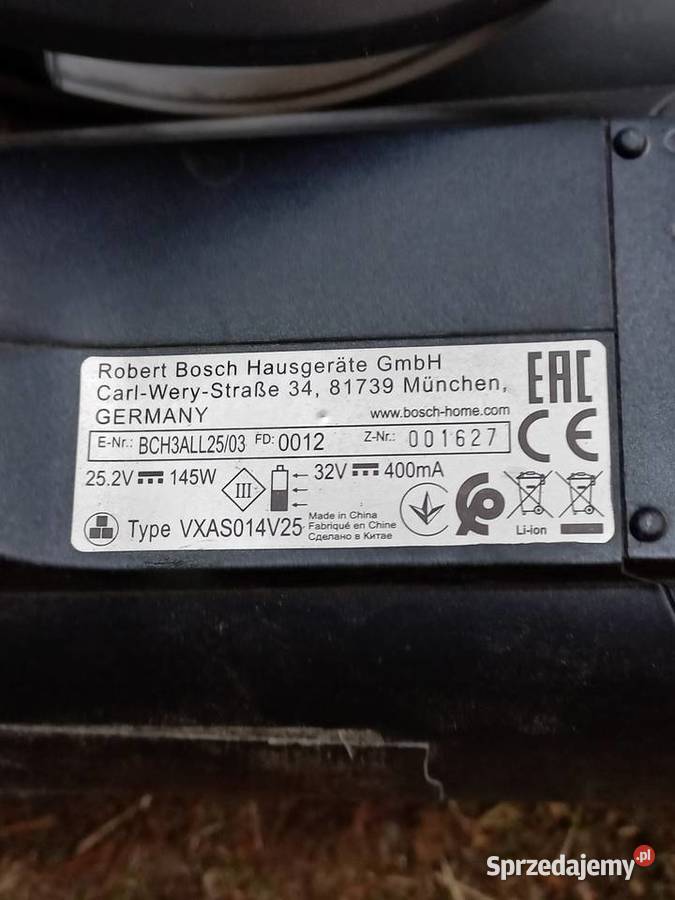 Robert Bosch Hausgeräte GmbH
Carl-Wery-Straße 34, 81739 München,
GERMANY
www.bosch-home.com
EAC
CE
E-Nr.: BCH3ALL25/03 FD: 0012 Z-Nr.: 001627
25.2V 145W III 32V 400mA
Type VXAS014V25
Made in China
Fabriqué en Chine
Сделано в Китае
Li-ion
Sprzedajemy.pl